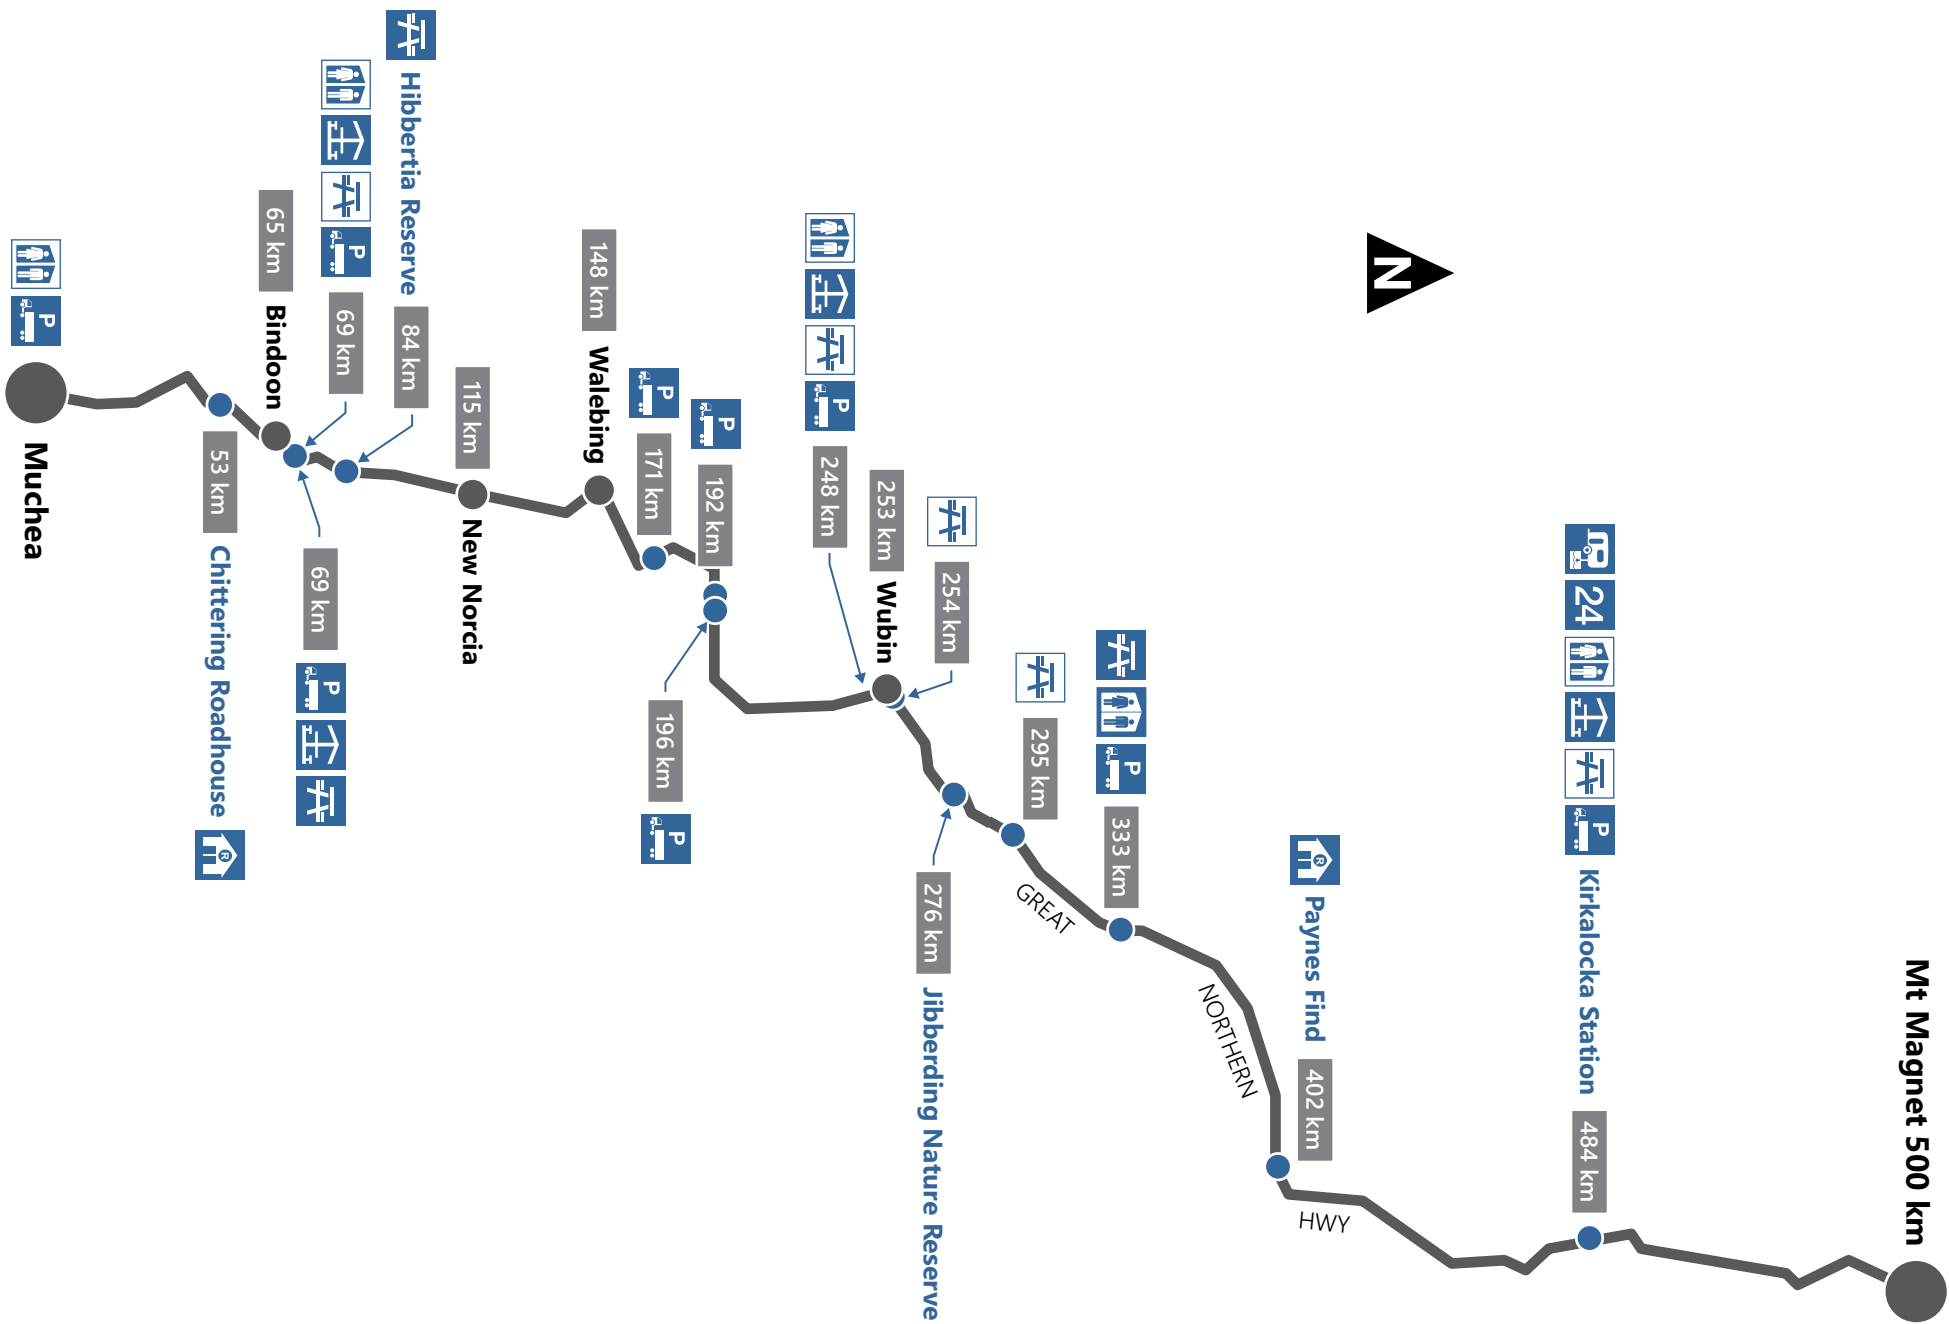 Mt Magnet 500 km
484 km
Kirkalocka Station
P
24
HWY
402 km
Paynes Find
R
NORTHERN
333 km
P
GREAT
295 km
276 km
Jibberding Nature Reserve
254 km
253 km
Wubin
248 km
P
196 km
P
192 km
P
171 km
P
148 km
Walebing
115 km
New Norcia
84 km
Hibbertia Reserve
69 km
P
69 km
P
65 km
Bindoon
53 km
Chittering Roadhouse
R
P
Muchea
N